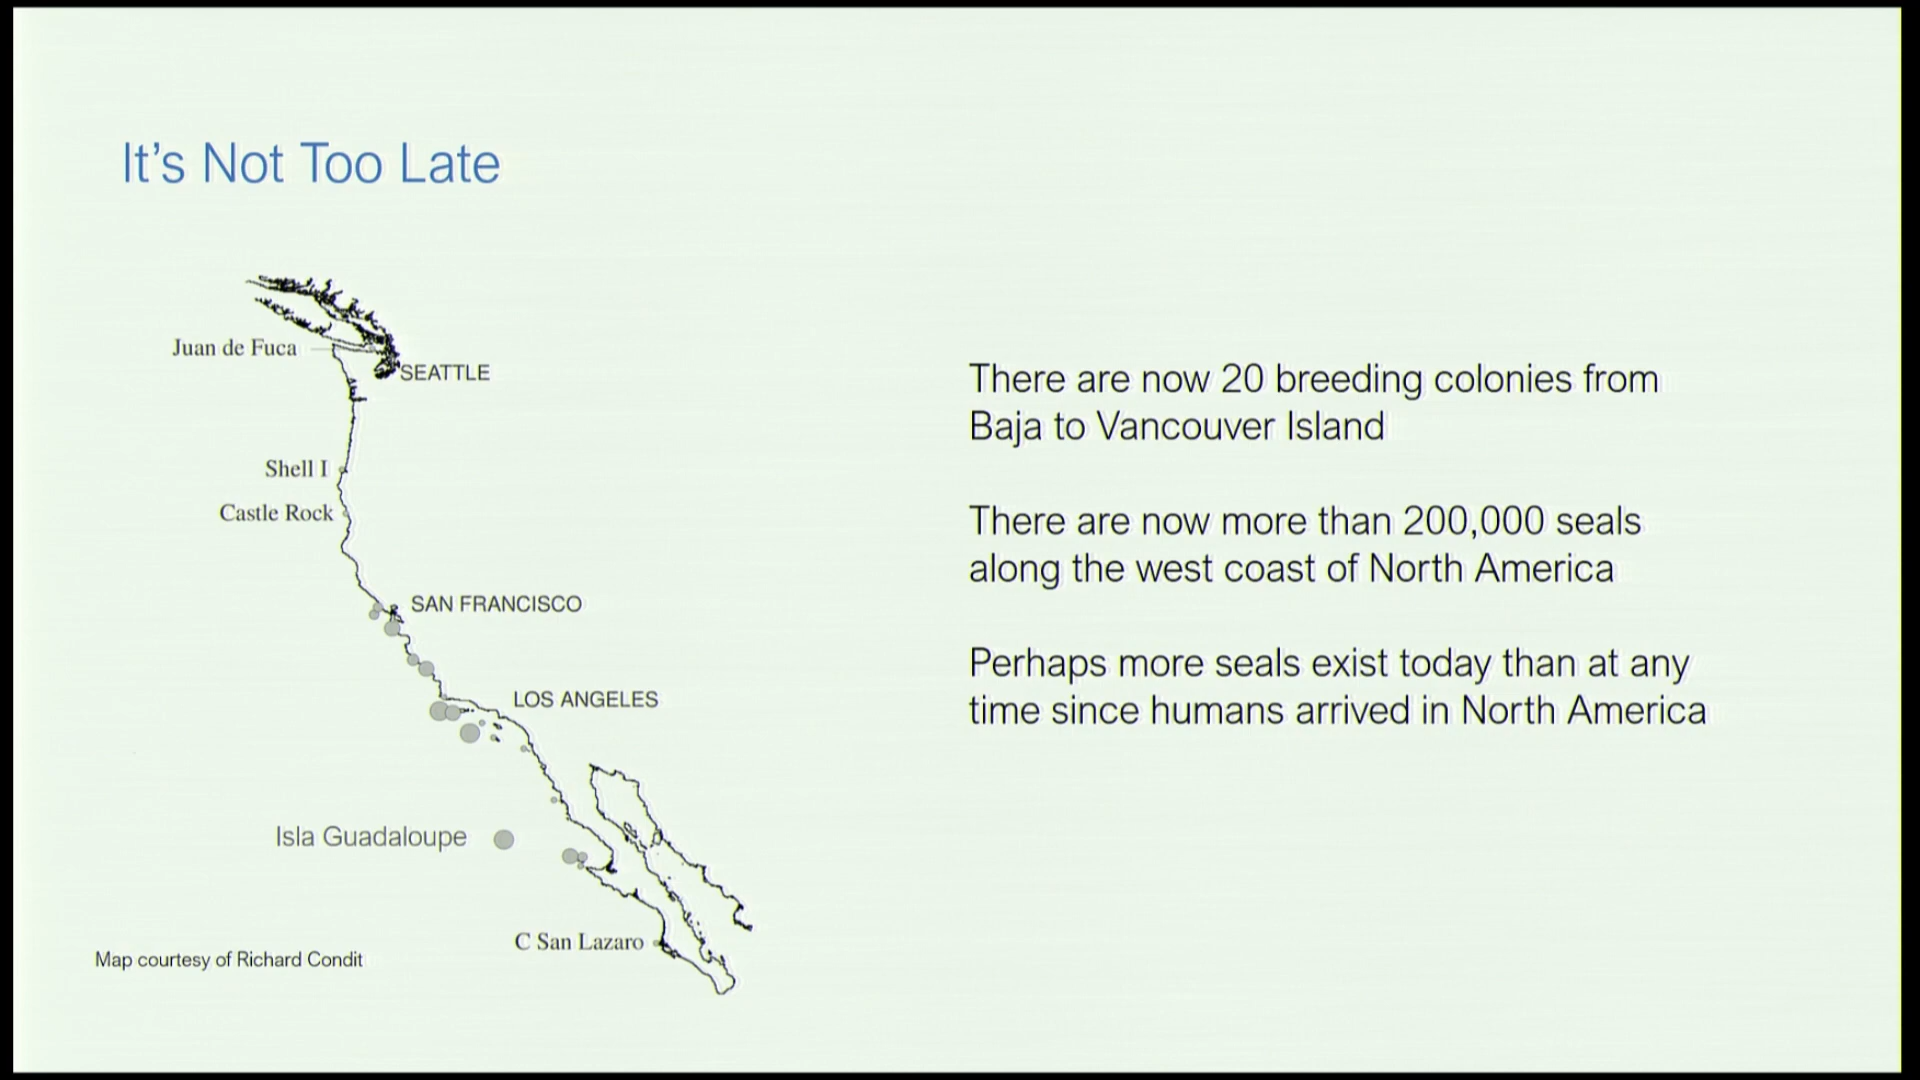 It's Not Too Late
Juan de Fuca
SEATTLE
Shell I
Castle Rock
SAN FRANCISCO
LOS ANGELES
Isla Guadaloupe
C San Lazaro
Map courtesy of Richard Condit
There are now 20 breeding colonies from
Baja to Vancouver Island
There are now more than 200,000 seals
along the west coast of North America
Perhaps more seals exist today than at any
time since humans arrived in North America